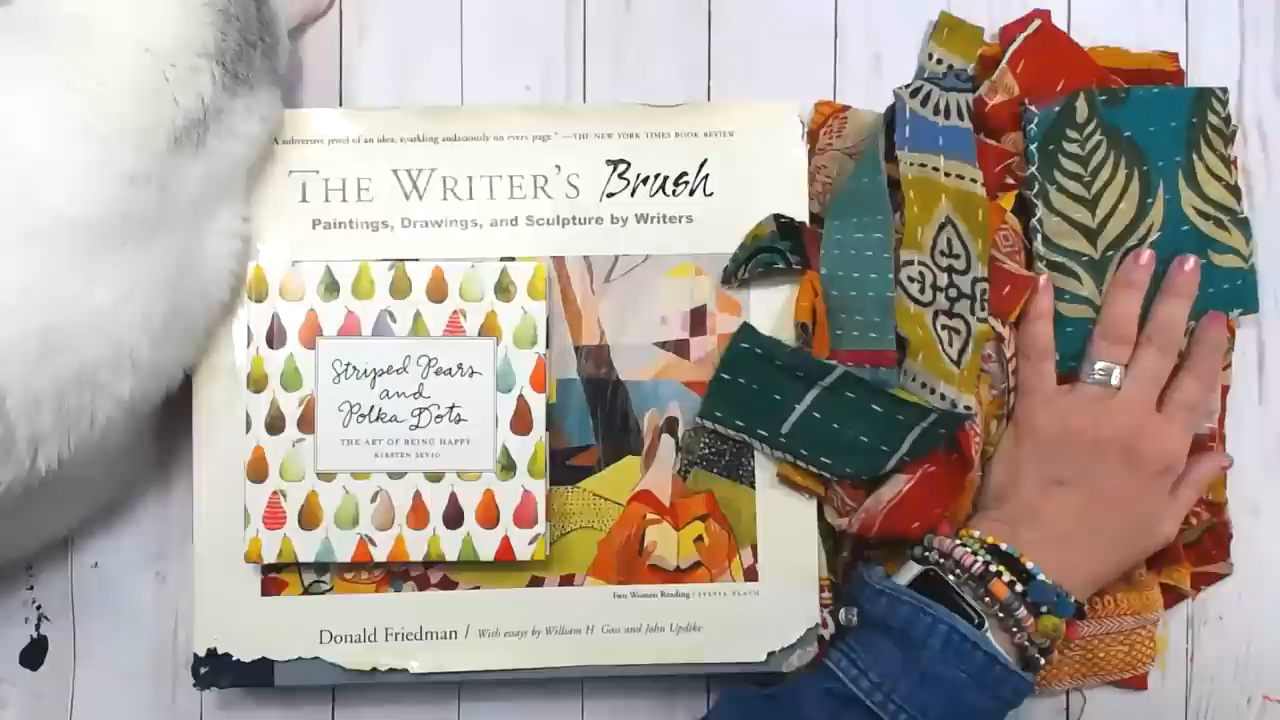 A subversive jewel of an idea, sparkling audaciously on every page." —THE NEW YORK TIMES BOOK REVIEW
THE WRITER'S Brush
Paintings, Drawings, and Sculpture by Writers
Striped Pears
and
Polka Dots
THE ART OF BEING HAPPY
KIRSTEN SEVIG
Two Women Reading / SYLVIA PLATH
Donald Friedman / With essays by William H. Gass and John Updike